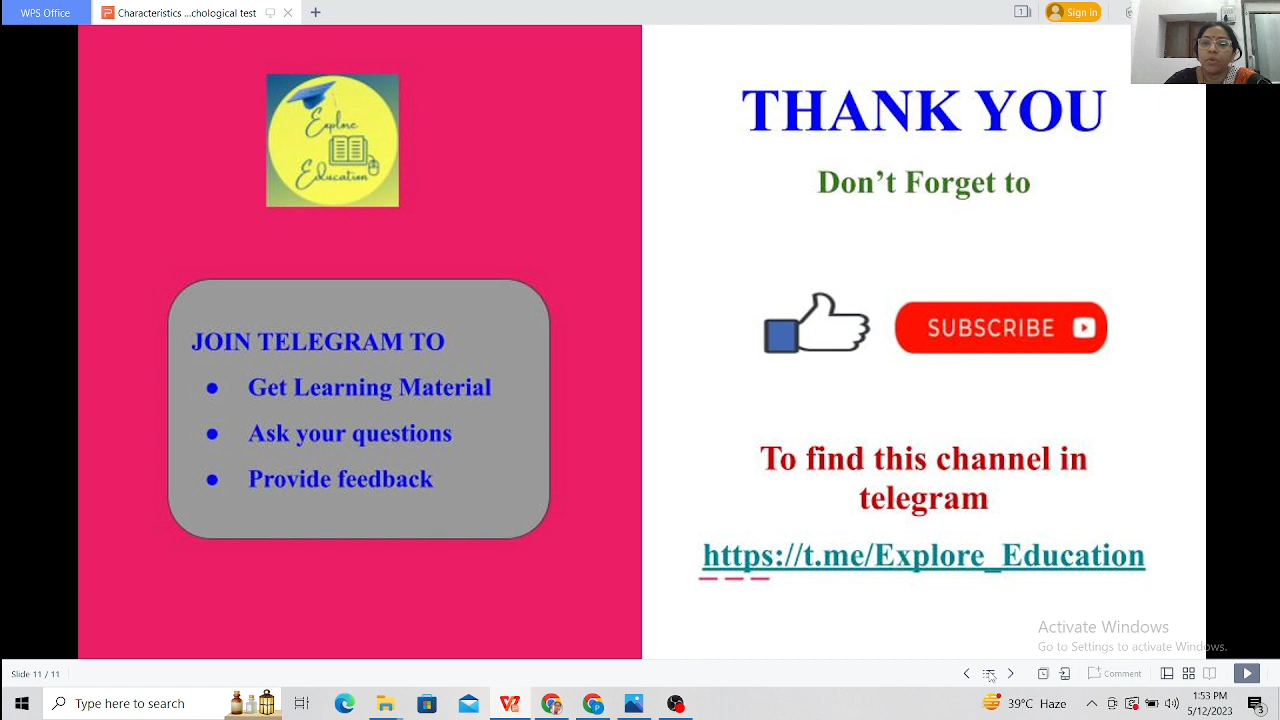 WPS Office
Characteristics ...chological test
+
1
Sign in
Explore
Education
JOIN TELEGRAM TO
● Get Learning Material
● Ask your questions
● Provide feedback
THANK YOU
Don't Forget to
SUBSCRIBE
To find this channel in
telegram
https://t.me/Explore_Education
Activate Windows
Go to Settings to activate Windows.
Slide 11 / 11
Comment
Type here to search
39°C Haze
1:53 PM
5/12/2023